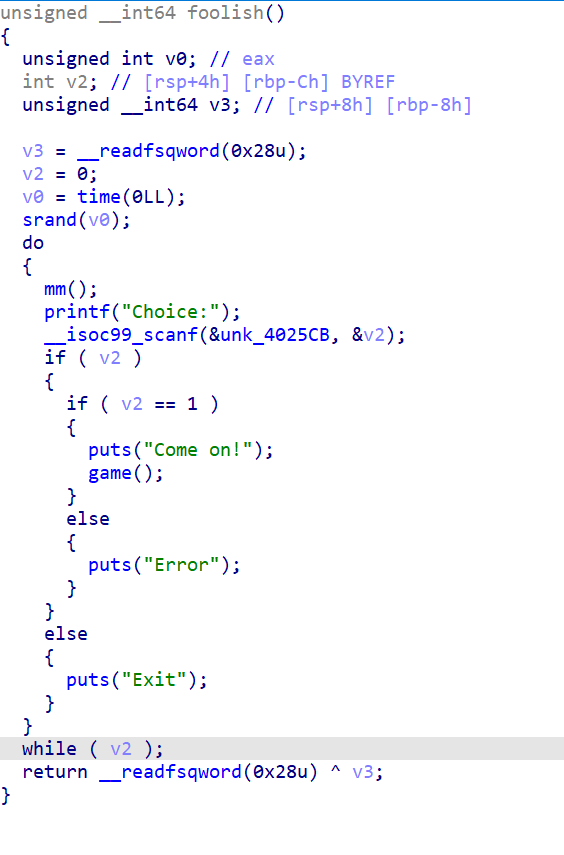 unsigned __int64 foolish()
{
  unsigned int v0; // eax
  int v2; // [rsp+4h] [rbp-Ch] BYREF
  unsigned __int64 v3; // [rsp+8h] [rbp-8h]

  v3 = __readfsqword(0x28u);
  v2 = 0;
  v0 = time(0LL);
  srand(v0);
  do
  {
    mm();
    printf("Choice:");
    __isoc99_scanf(&unk_4025CB, &v2);
    if ( v2 )
    {
      if ( v2 == 1 )
      {
        puts("Come on!");
        game();
      }
      else
      {
        puts("Error");
      }
    }
    else
    {
      puts("Exit");
    }
  }
  while ( v2 );
  return __readfsqword(0x28u) ^ v3;
}